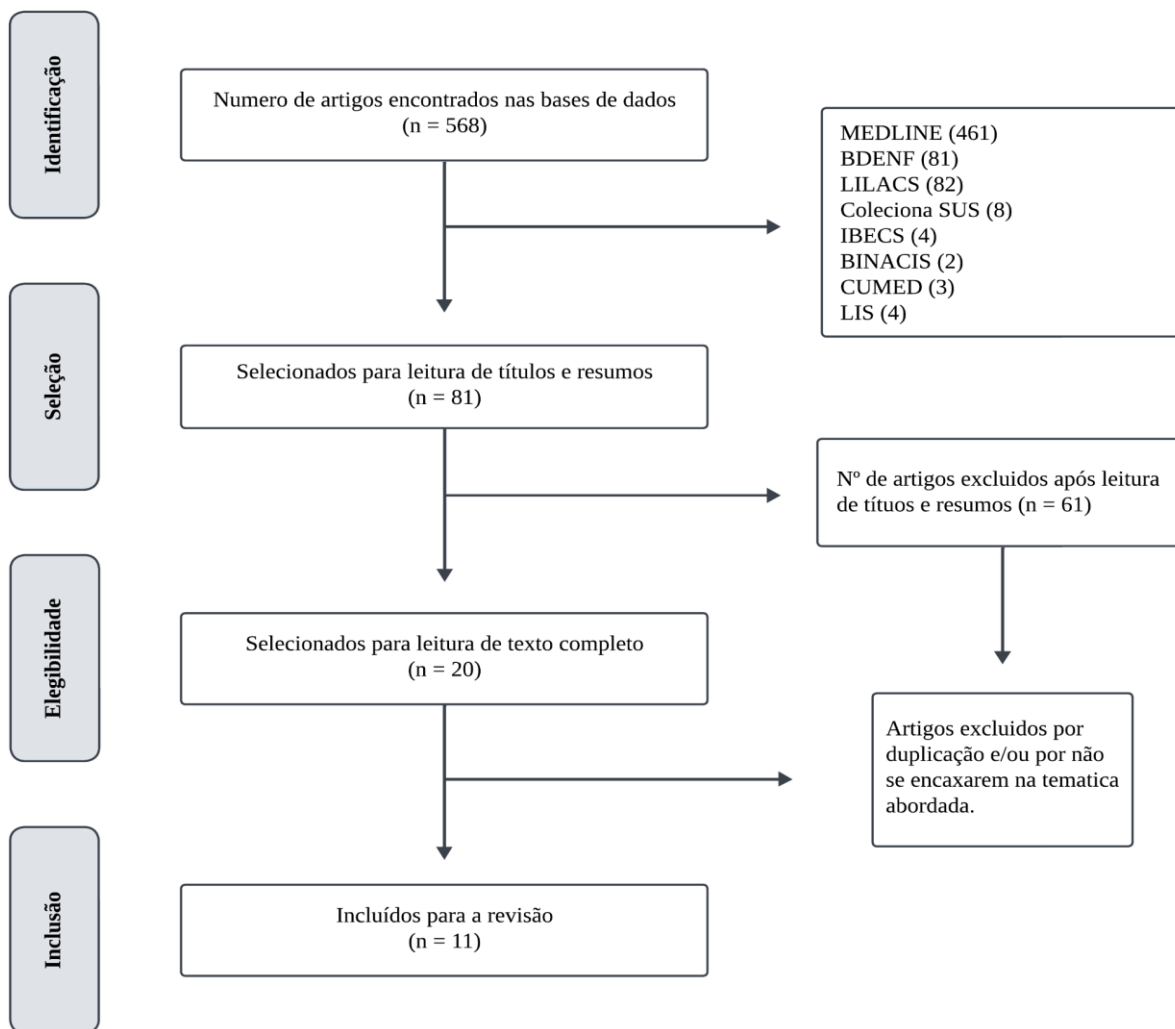 Identificação
Numero de artigos encontrados nas bases de dados
(n = 568)
MEDLINE (461)
BDENF (81)
LILACS (82)
Coleciona SUS (8)
IBECS (4)
BINACIS (2)
CUMED (3)
LIS (4)
Seleção
Selecionados para leitura de títulos e resumos
(n = 81)
Nº de artigos excluidos após leitura
de títuos e resumos (n = 61)
Elegibilidade
Selecionados para leitura de texto completo
(n = 20)
Artigos excluidos por
duplicação e/ou por não
se encaxarem na tematica
abordada.
Inclusão
Incluídos para a revisão
(n = 11)